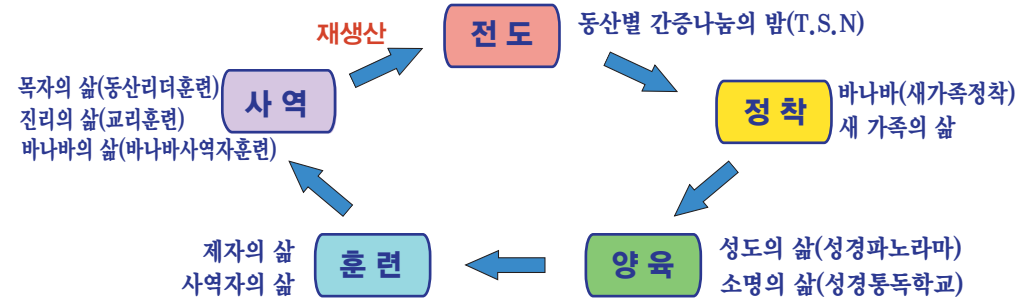 재생산
전 도
동산별 간증나눔의 밤(T.S.N)
정 착
바나바(새가족정착)
새 가족의 삶
양 육
성도의 삶(성경파노라마)
소명의 삶(성경통독학교)
훈 련
제자의 삶
사역자의 삶
사 역
목자의 삶(동산리더훈련)
진리의 삶(교리훈련)
바나바의 삶(바나바사역자훈련)